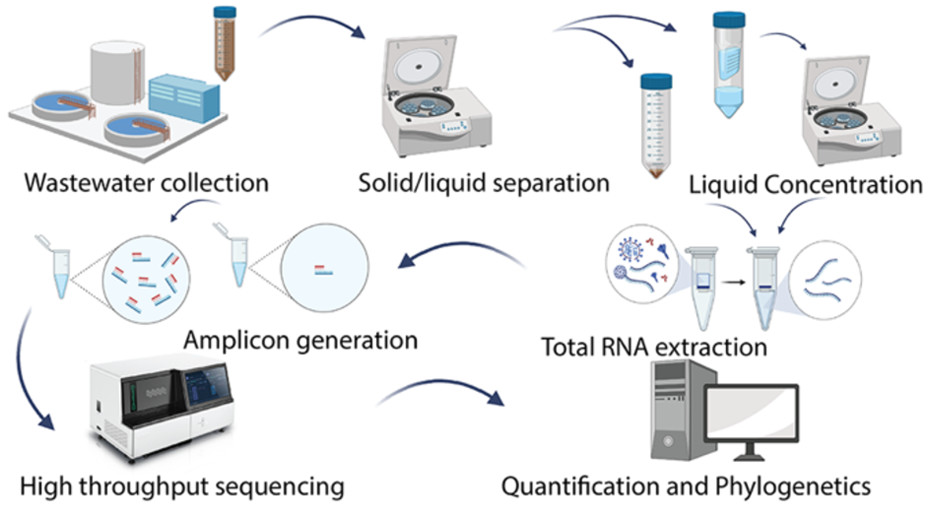 Wastewater collection
Solid/liquid separation
Liquid Concentration
Amplicon generation
Total RNA extraction
High throughput sequencing
Quantification and Phylogenetics